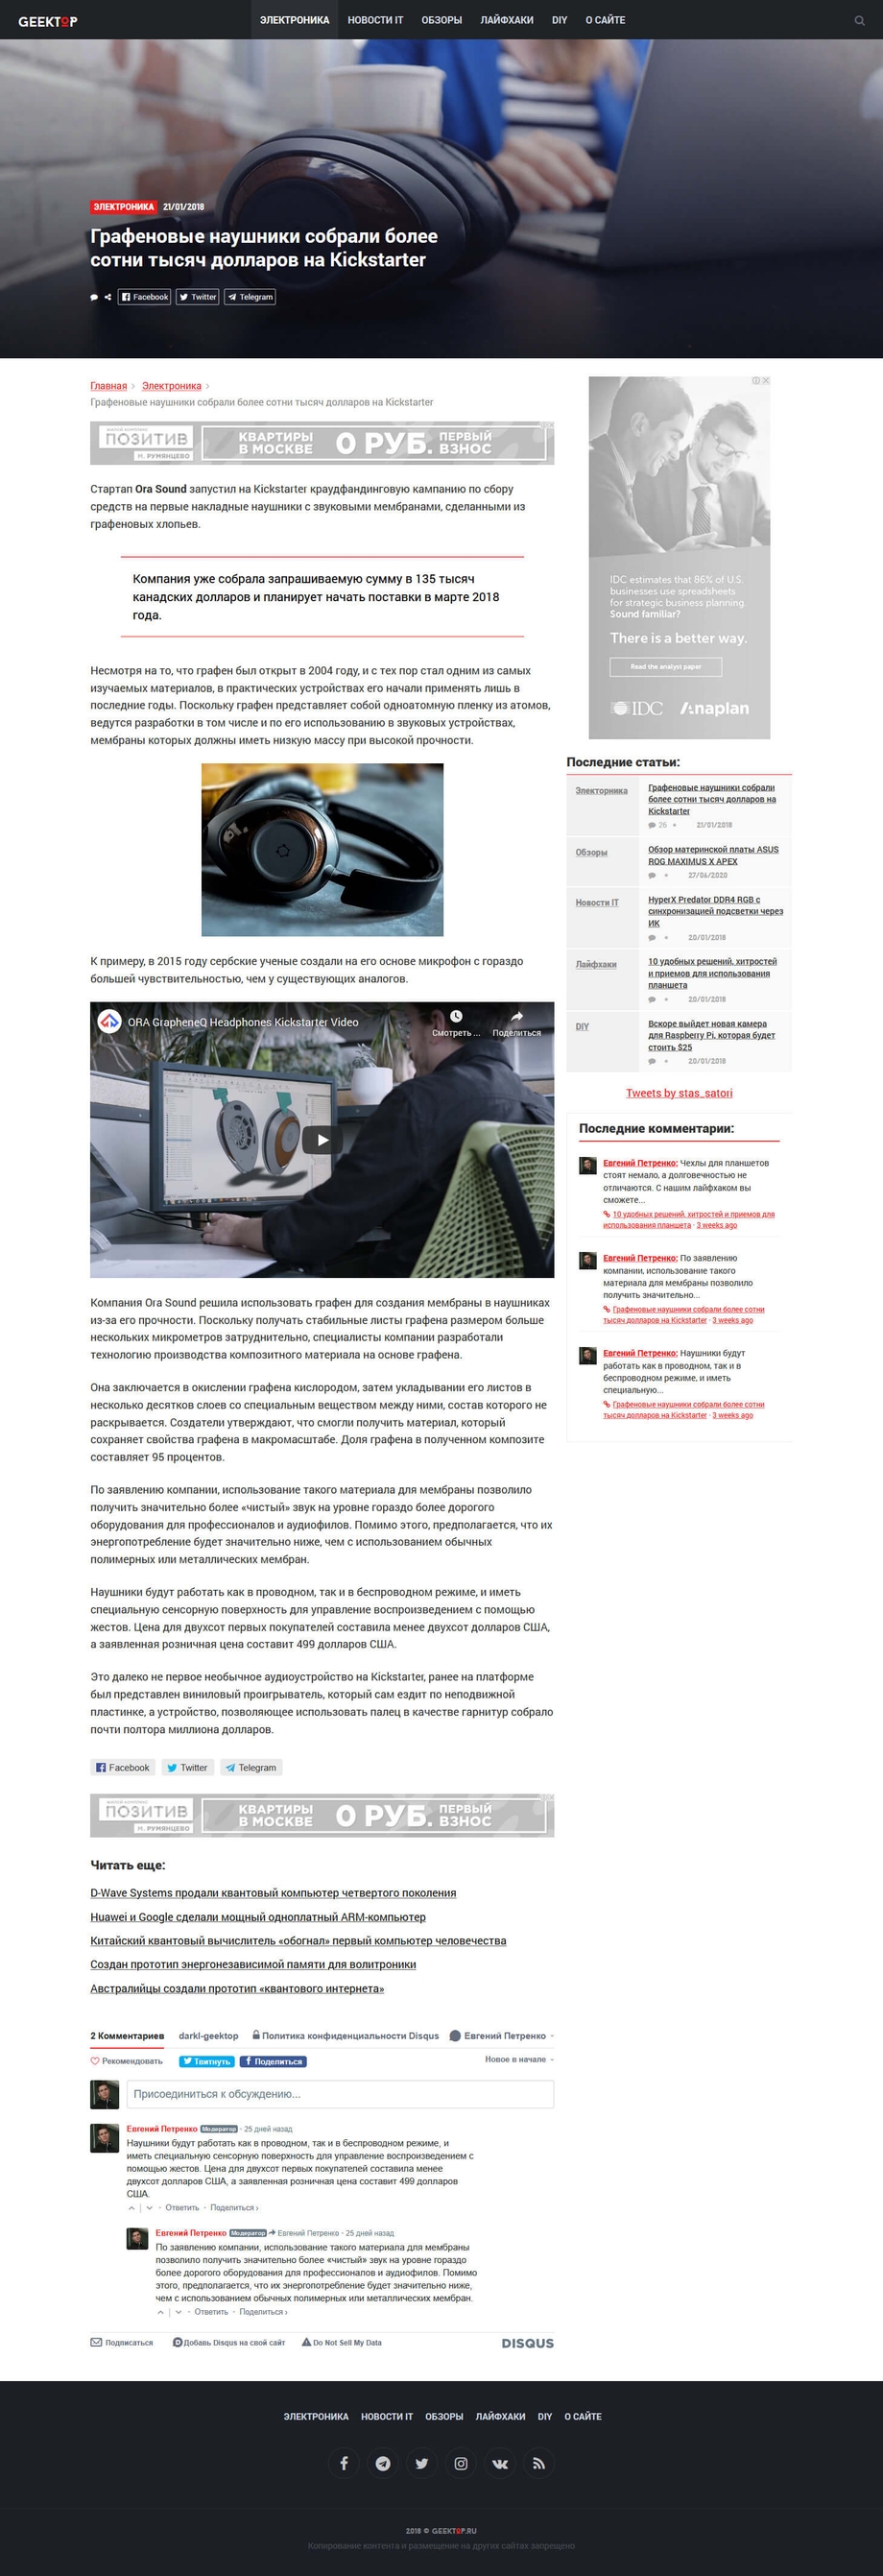 GEEKTOP
ЭЛЕКТРОНИКА НОВОСТИ IT ОБЗОРЫ ЛАЙФХАКИ DIY О САЙТЕ
ЭЛЕКТРОНИКА 21/01/2018
Графеновые наушники собрали более
сотни тысяч долларов на Kickstarter
Facebook Twitter Telegram
Главная > Электроника >
Графеновые наушники собрали более сотни тысяч долларов на Kickstarter
ЖИЛОЙ КОМПЛЕКС
ПОЗИТИВ
М. РУМЯНЦЕВО
КВАРТИРЫ
В МОСКВЕ
0 РУБ.
ПЕРВЫЙ
ВЗНОС
Стартап Ora Sound запустил на Kickstarter краудфандинговую кампанию по сбору
средств на первые накладные наушники с звуковыми мембранами, сделанными из
графеновых хлопьев.
Компания уже собрала запрашиваемую сумму в 135 тысяч
канадских долларов и планирует начать поставки в марте 2018
года.
Несмотря на то, что графен был открыт в 2004 году, и с тех пор стал одним из самых
изучаемых материалов, в практических устройствах его начали применять лишь в
последние годы. Поскольку графен представляет собой одноатомную пленку из атомов,
ведутся разработки в том числе и по его использованию в звуковых устройствах,
мембраны которых должны иметь низкую массу при высокой прочности.
К примеру, в 2015 году сербские ученые создали на его основе микрофон с гораздо
большей чувствительностью, чем у существующих аналогов.
ORA GrapheneQ Headphones Kickstarter Video
Смотреть ... Поделиться
Компания Ora Sound решила использовать графен для создания мембраны в наушниках
из-за его прочности. Поскольку получать стабильные листы графена размером больше
нескольких микрометров затруднительно, специалисты компании разработали
технологию производства композитного материала на основе графена.
Она заключается в окислении графена кислородом, затем укладывании его листов в
несколько десятков слоев со специальным веществом между ними, состав которого не
раскрывается. Создатели утверждают, что смогли получить материал, который
сохраняет свойства графена в макромасштабе. Доля графена в полученном композите
составляет 95 процентов.
По заявлению компании, использование такого материала для мембраны позволило
получить значительно более «чистый» звук на уровне гораздо более дорогого
оборудования для профессионалов и аудиофилов. Помимо этого, предполагается, что их
энергопотребление будет значительно ниже, чем с использованием обычных
полимерных или металлических мембран.
Наушники будут работать как в проводном, так и в беспроводном режиме, и иметь
специальную сенсорную поверхность для управление воспроизведением с помощью
жестов. Цена для двухсот первых покупателей составила менее двухсот долларов США,
а заявленная розничная цена составит 499 долларов США.
Это далеко не первое необычное аудиоустройство на Kickstarter, ранее на платформе
был представлен виниловый проигрыватель, который сам ездит по неподвижной
пластинке, а устройство, позволяющее использовать палец в качестве гарнитур собрало
почти полтора миллиона долларов.
Facebook Twitter Telegram
ЖИЛОЙ КОМПЛЕКС
ПОЗИТИВ
М. РУМЯНЦЕВО
КВАРТИРЫ
В МОСКВЕ
0 РУБ.
ПЕРВЫЙ
ВЗНОС
Читать еще:
D-Wave Systems продали квантовый компьютер четвертого поколения
Huawei и Google сделали мощный одноплатный ARM-компьютер
Китайский квантовый вычислитель «обогнал» первый компьютер человечества
Создан прототип энергонезависимой памяти для волитроники
Австралийцы создали прототип «квантового интернета»
2 Комментариев darkl-geektop Политика конфиденциальности Disqus Евгений Петренко
Рекомендовать Твитнуть Поделиться Новое в начале
Присоединиться к обсуждению...
Евгений Петренко Модератор • 25 дней назад
Наушники будут работать как в проводном, так и в беспроводном режиме, и
иметь специальную сенсорную поверхность для управление воспроизведением с
помощью жестов. Цена для двухсот первых покупателей составила менее
двухсот долларов США, а заявленная розничная цена составит 499 долларов
США.
Ответить • Поделиться ›
Евгений Петренко Модератор Евгений Петренко • 25 дней назад
По заявлению компании, использование такого материала для мембраны
позволило получить значительно более «чистый» звук на уровне гораздо
более дорогого оборудования для профессионалов и аудиофилов. Помимо
этого, предполагается, что их энергопотребление будет значительно ниже,
чем с использованием обычных полимерных или металлических мембран.
Ответить • Поделиться ›
Подписаться Добавь Disqus на свой сайт Do Not Sell My Data DISQUS
IDC estimates that 86% of U.S.
businesses use spreadsheets
for strategic business planning.
Sound familiar?
There is a better way.
Read the analyst paper
IDC Anaplan
Последние статьи:
Электорника
Графеновые наушники собрали
более сотни тысяч долларов на
Kickstarter
26 • 21/01/2018
Обзоры
Обзор материнской платы ASUS
ROG MAXIMUS X APEX
27/06/2020
Новости IT
HyperX Predator DDR4 RGB с
синхронизацией подсветки через
ИК
20/01/2018
Лайфхаки
10 удобных решений, хитростей
и приемов для использования
планшета
20/01/2018
DIY
Вскоре выйдет новая камера
для Raspberry Pi, которая будет
стоить $25
20/01/2018
Tweets by stas_satori
Последние комментарии:
Евгений Петренко: Чехлы для планшетов
стоят немало, а долговечностью не
отличаются. С нашим лайфхаком вы
сможете...
10 удобных решений, хитростей и приемов для
использования планшета · 3 weeks ago
Евгений Петренко: По заявлению
компании, использование такого
материала для мембраны позволило
получить значительно...
Графеновые наушники собрали более сотни
тысяч долларов на Kickstarter · 3 weeks ago
Евгений Петренко: Наушники будут
работать как в проводном, так и в
беспроводном режиме, и иметь
специальную...
Графеновые наушники собрали более сотни
тысяч долларов на Kickstarter · 3 weeks ago
ЭЛЕКТРОНИКА НОВОСТИ IT ОБЗОРЫ ЛАЙФХАКИ DIY О САЙТЕ
2018 © GEEKTOP.RU
Копирование контента и размещение на других сайтах запрещено